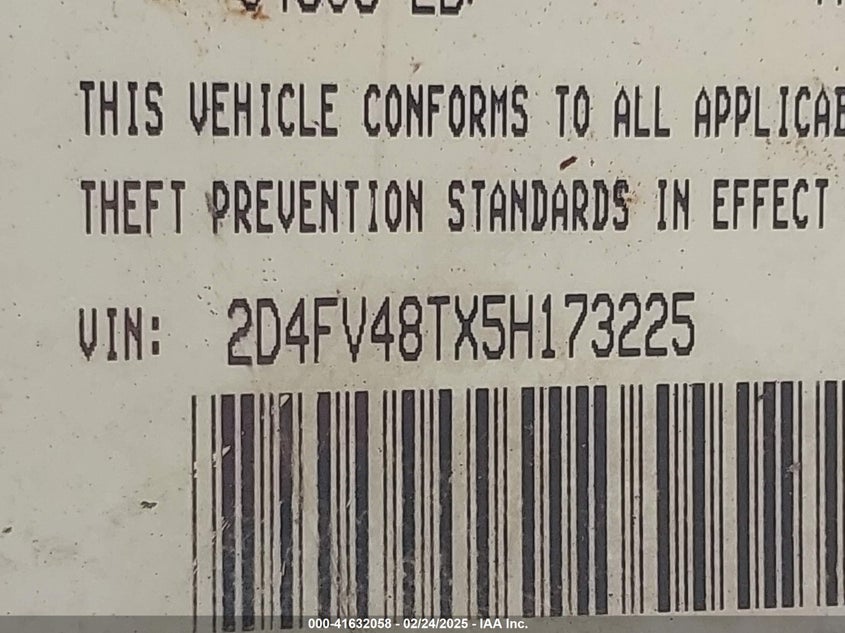 THIS VEHICLE CONFORMS TO ALL
THEFT PREVENTION STANDARDS IN EFFECT
VIN: 2D4FV48TX5H173225
000-41632058 - 02/24/2025 - IAA Inc.